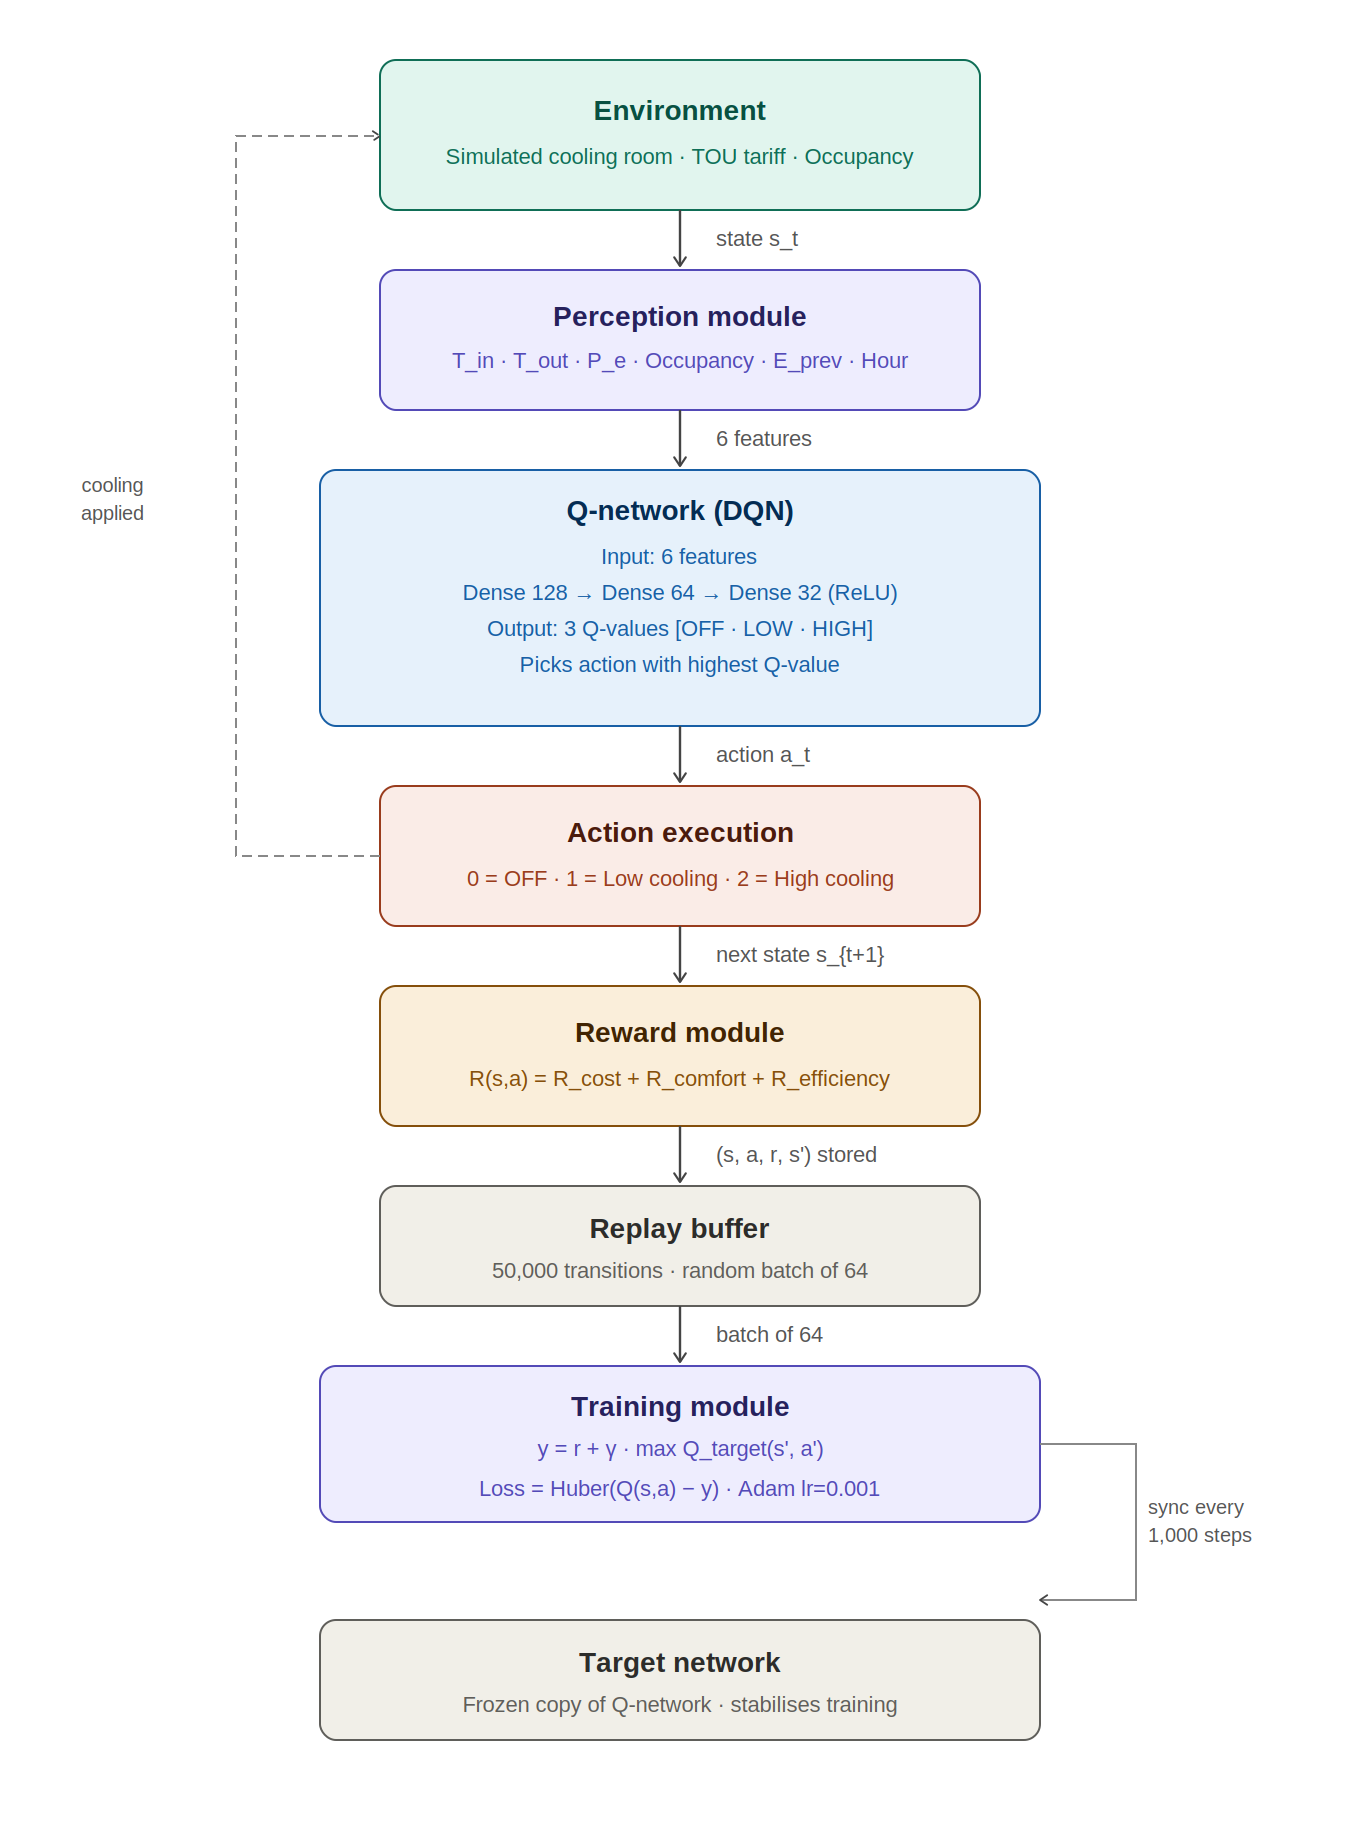 Environment
Simulated cooling room · TOU tariff · Occupancy
state s_t
Perception module
T_in · T_out · P_e · Occupancy · E_prev · Hour
6 features
cooling
applied
Q-network (DQN)
Input: 6 features
Dense 128 → Dense 64 → Dense 32 (ReLU)
Output: 3 Q-values [OFF · LOW · HIGH]
Picks action with highest Q-value
action a_t
Action execution
0 = OFF · 1 = Low cooling · 2 = High cooling
next state s_{t+1}
Reward module
R(s,a) = R_cost + R_comfort + R_efficiency
(s, a, r, s') stored
Replay buffer
50,000 transitions · random batch of 64
batch of 64
Training module
y = r + γ · max Q_target(s', a')
Loss = Huber(Q(s,a) − y) · Adam lr=0.001
sync every
1,000 steps
Target network
Frozen copy of Q-network · stabilises training